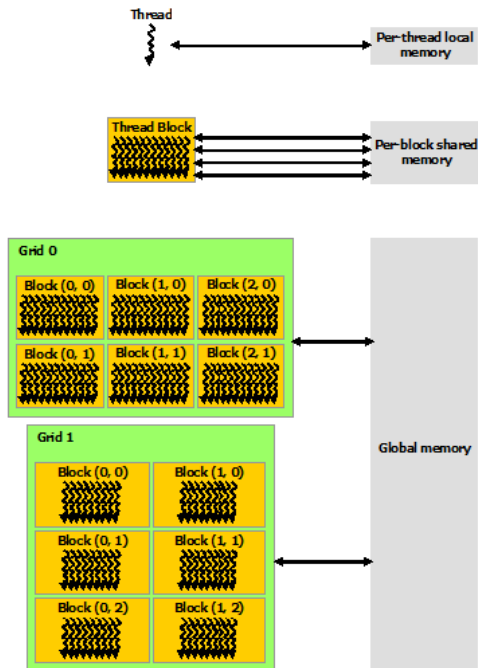 Thread
Per-thread local
memory
Thread Block
Per-block shared
memory
Grid 0
Block (0, 0) Block (1, 0) Block (2, 0)
Block (0, 1) Block (1, 1) Block (2, 1)
Grid 1
Global memory
Block (0, 0) Block (1, 0)
Block (0, 1) Block (1, 1)
Block (0, 2) Block (1, 2)